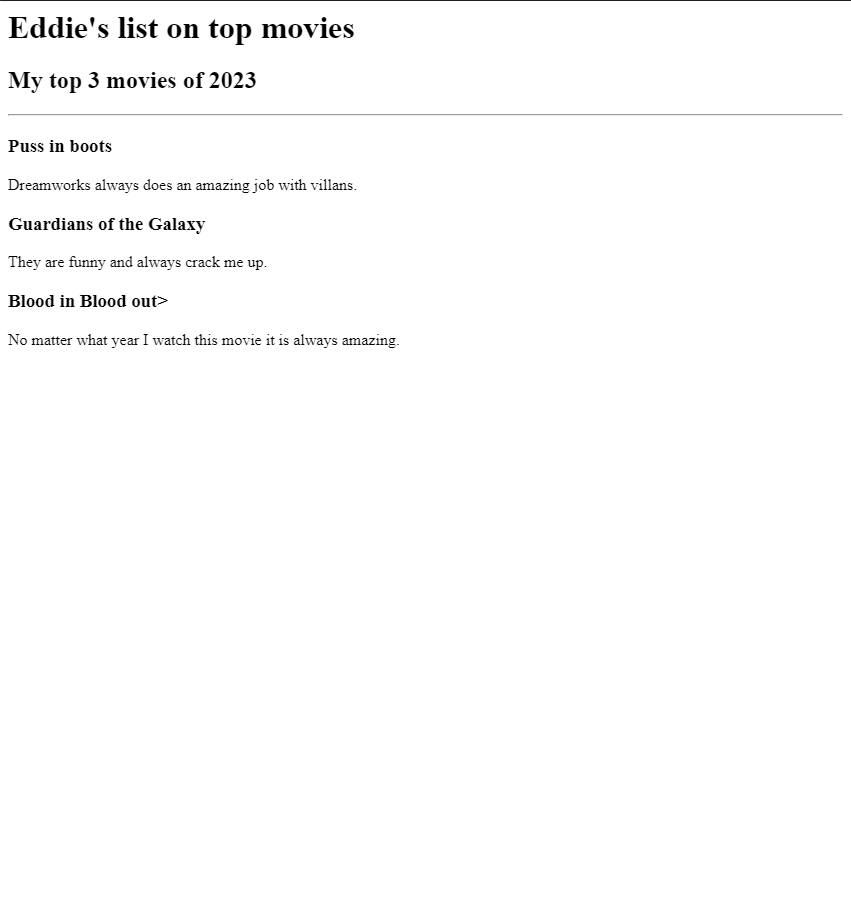 Eddie's list on top movies
My top 3 movies of 2023
Puss in boots
Dreamworks always does an amazing job with villans.
Guardians of the Galaxy
They are funny and always crack me up.
Blood in Blood out>
No matter what year I watch this movie it is always amazing.